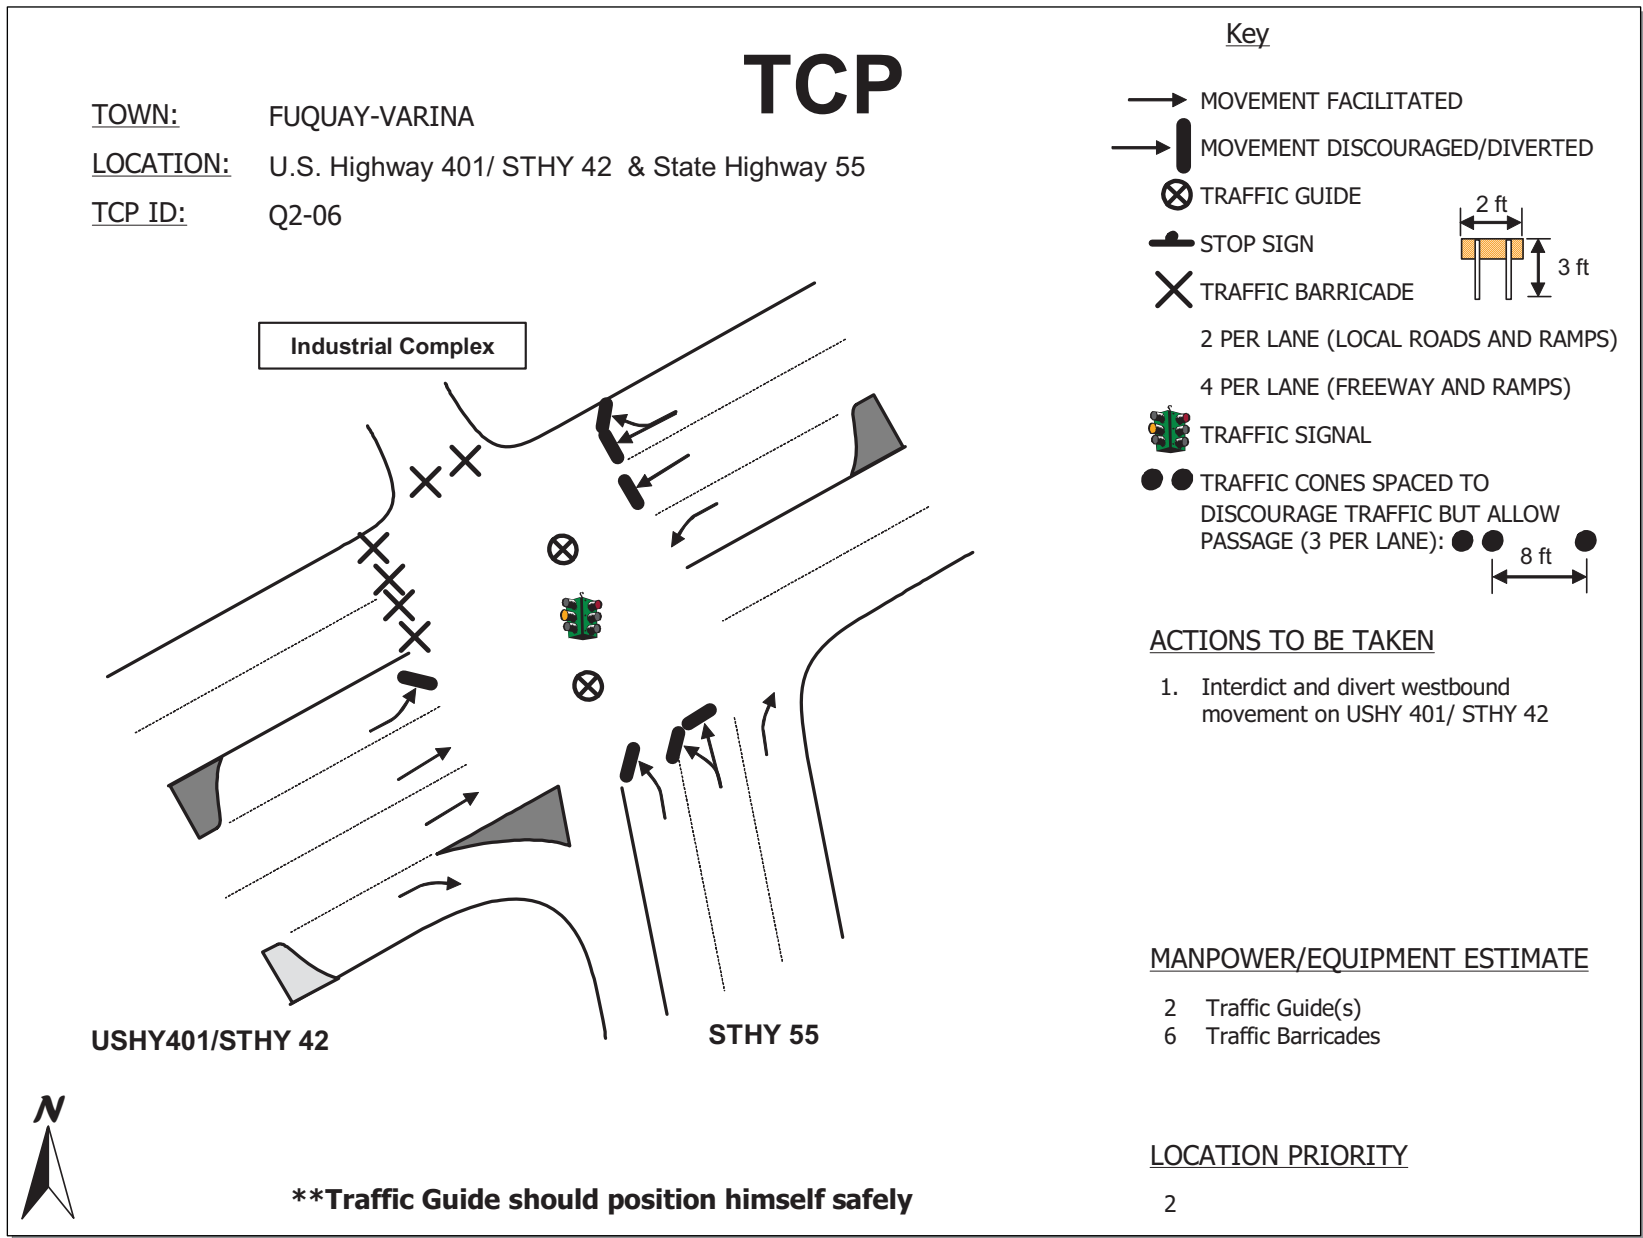 TCP
TOWN: FUQUAY-VARINA
LOCATION: U.S. Highway 401/ STHY 42 & State Highway 55
TCP ID: Q2-06
Industrial Complex
USHY401/STHY 42
STHY 55
N
**Traffic Guide should position himself safely
Key
MOVEMENT FACILITATED
MOVEMENT DISCOURAGED/DIVERTED
TRAFFIC GUIDE
2 ft
STOP SIGN
3 ft
TRAFFIC BARRICADE
2 PER LANE (LOCAL ROADS AND RAMPS)
4 PER LANE (FREEWAY AND RAMPS)
TRAFFIC SIGNAL
TRAFFIC CONES SPACED TO
DISCOURAGE TRAFFIC BUT ALLOW
PASSAGE (3 PER LANE):
8 ft
ACTIONS TO BE TAKEN
1. Interdict and divert westbound
movement on USHY 401/ STHY 42
MANPOWER/EQUIPMENT ESTIMATE
2 Traffic Guide(s)
6 Traffic Barricades
LOCATION PRIORITY
2